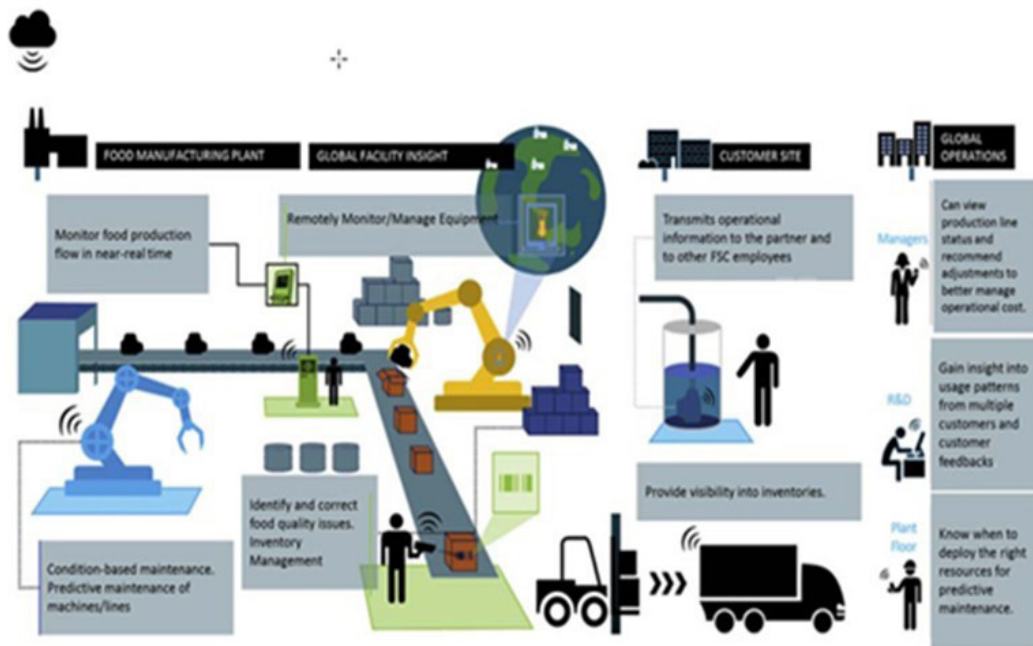 FOOD MANUFACTURING PLANT
GLOBAL FACILITY INSIGHT
CUSTOMER SITE
GLOBAL
OPERATIONS
Monitor food production
flow in near-real time
Remotely Monitor/Manage Equipment
Transmits operational
information to the partner and
to other FSC employees
Managers
Can view
production line
status and
recommend
adjustments to
better manage
operational cost.
R&D
Gain insight into
usage patterns
from multiple
customers and
customer
feedbacks
Identify and correct
food quality issues.
Inventory
Management
Provide visibility into inventories.
Condition-based maintenance.
Predictive maintenance of
machines/lines
Plant
Floor
Know when to
deploy the right
resources for
predictive
maintenance.